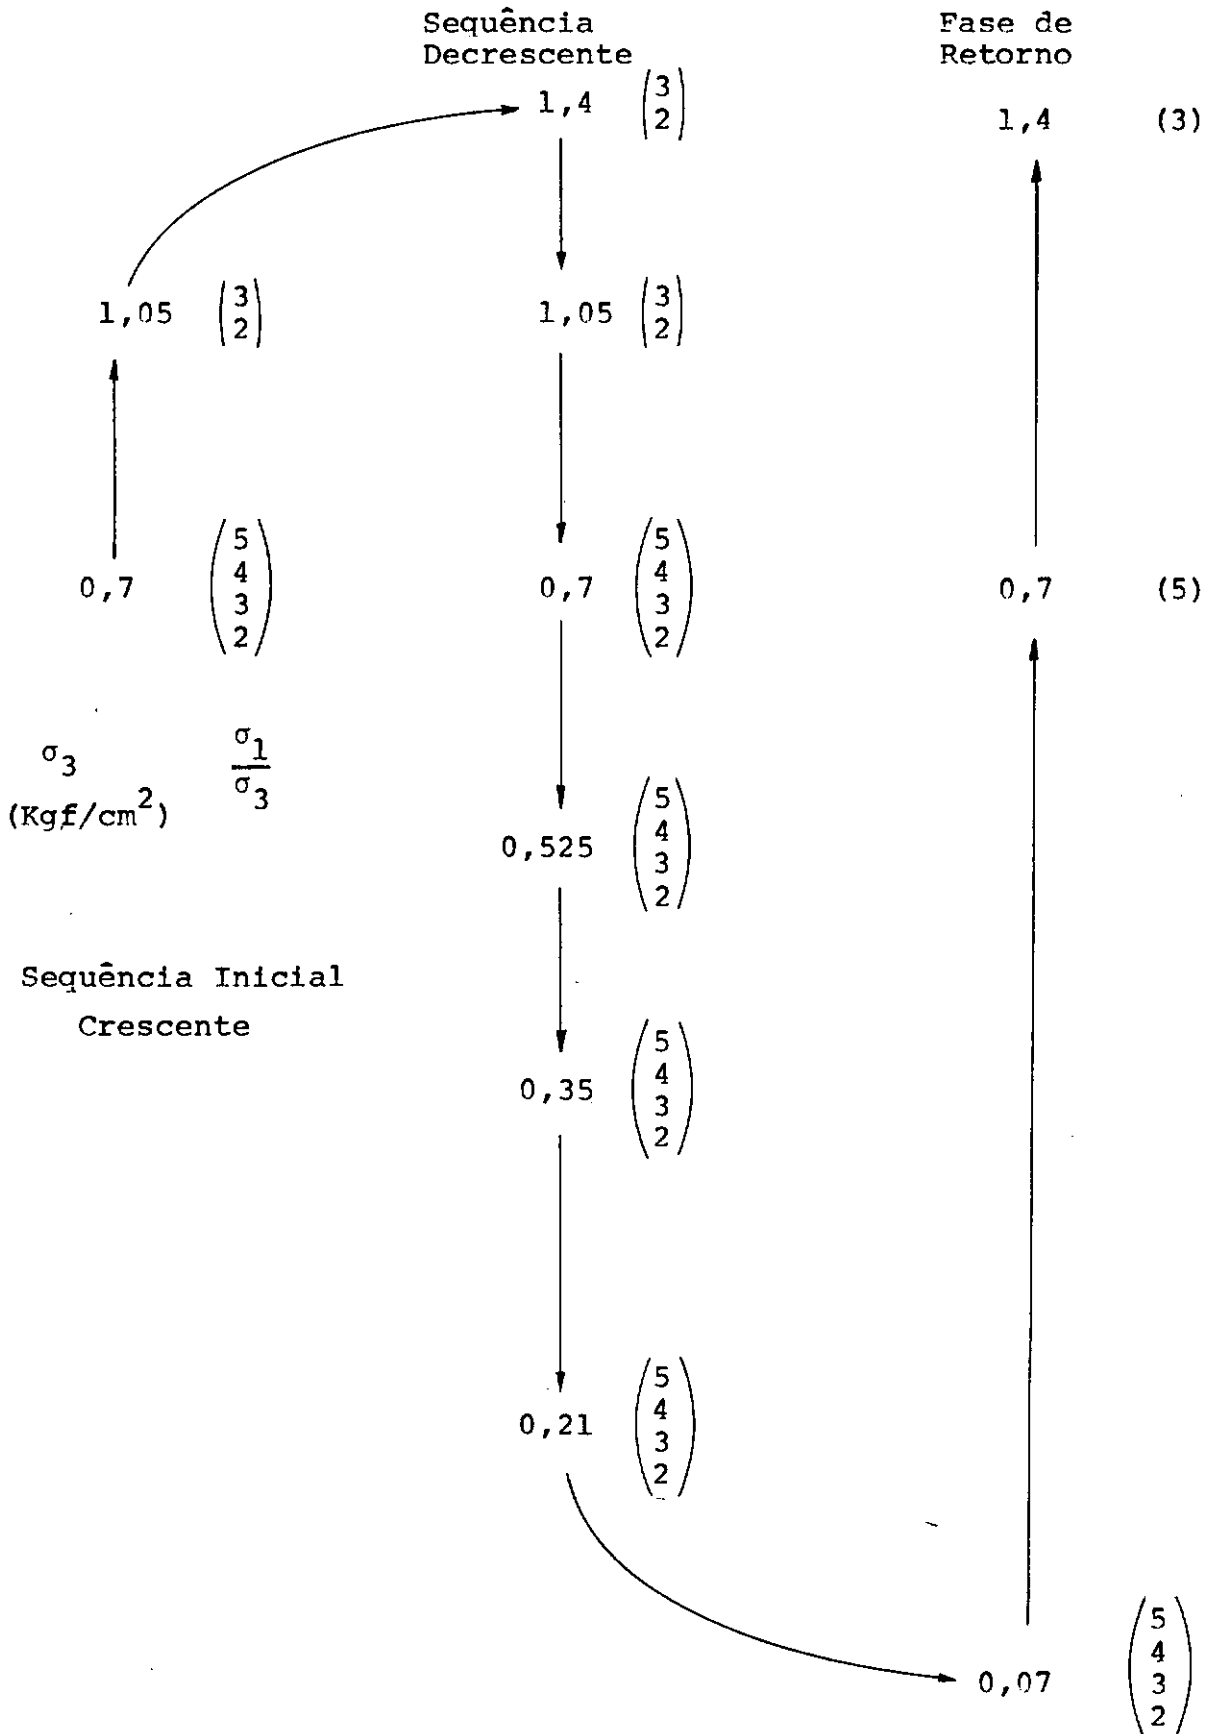 Sequência
Decrescente
Fase de
Retorno
1,4 (3 2)
1,4 (3)
1,05 (3 2)
1,05 (3 2)
0,7 (5 4 3 2)
0,7 (5 4 3 2)
0,7 (5)
σ3 σ1/σ3
(Kgf/cm²)
0,525 (5 4 3 2)
Sequência Inicial
Crescente
0,35 (5 4 3 2)
0,21 (5 4 3 2)
0,07 (5 4 3 2)